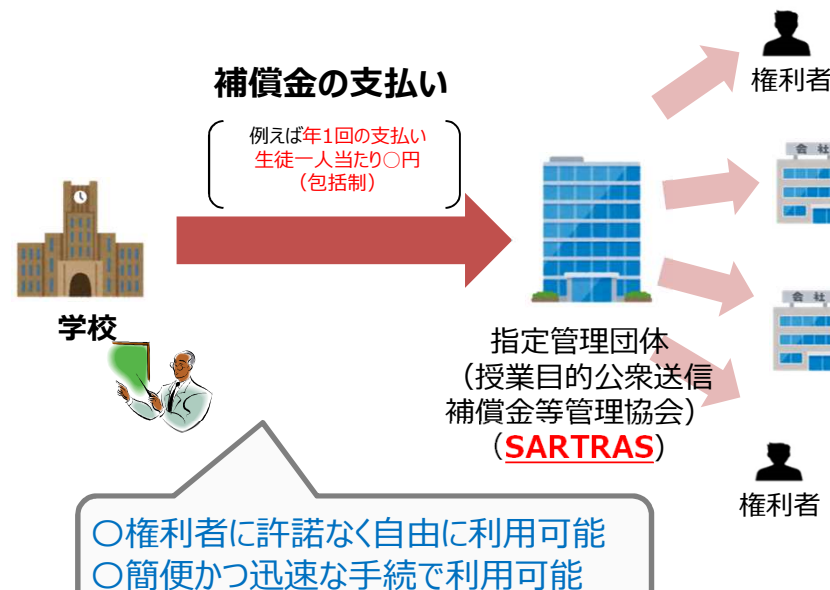 補償金の支払い
例えば年1回の支払い
生徒一人当たり○円
（包括制）
学校
指定管理団体
（授業目的公衆送信
補償金等管理協会）
（SARTRAS）
権利者
会 社
会 社
権利者
〇権利者に許諾なく自由に利用可能
〇簡便かつ迅速な手続で利用可能